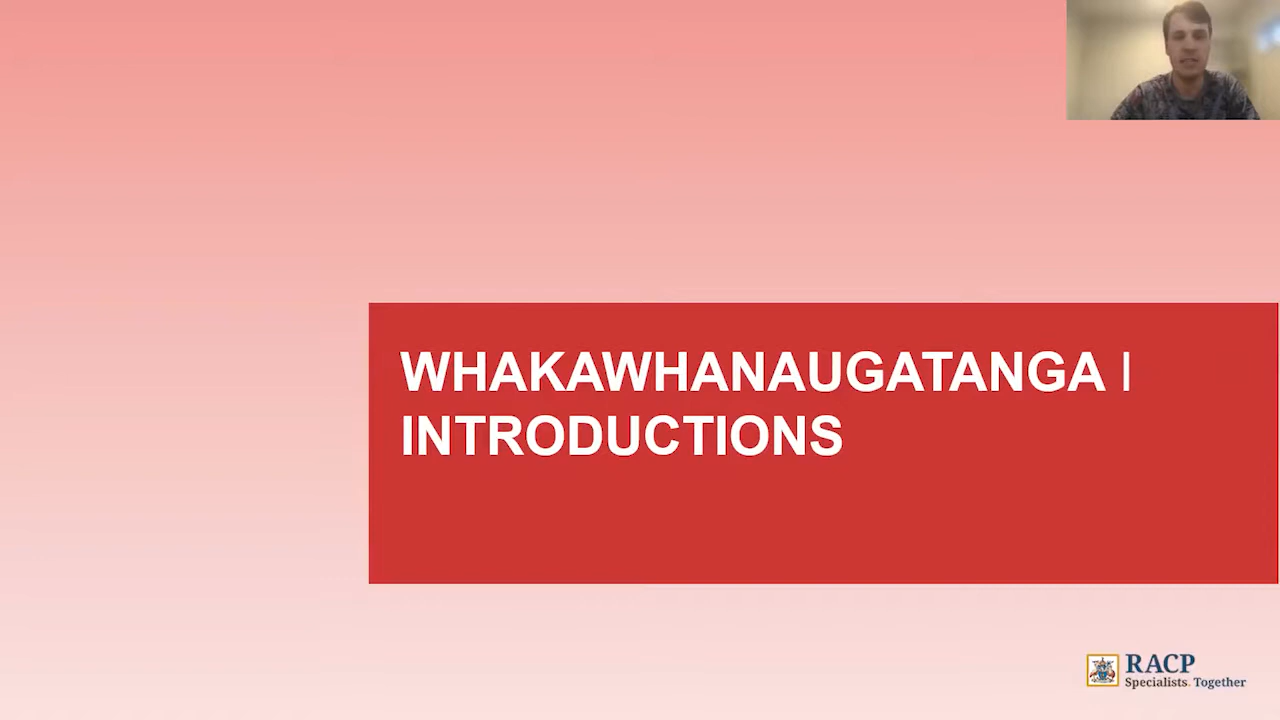 WHAKAWHANAUGATANGA |
INTRODUCTIONS
RACP
Specialists. Together